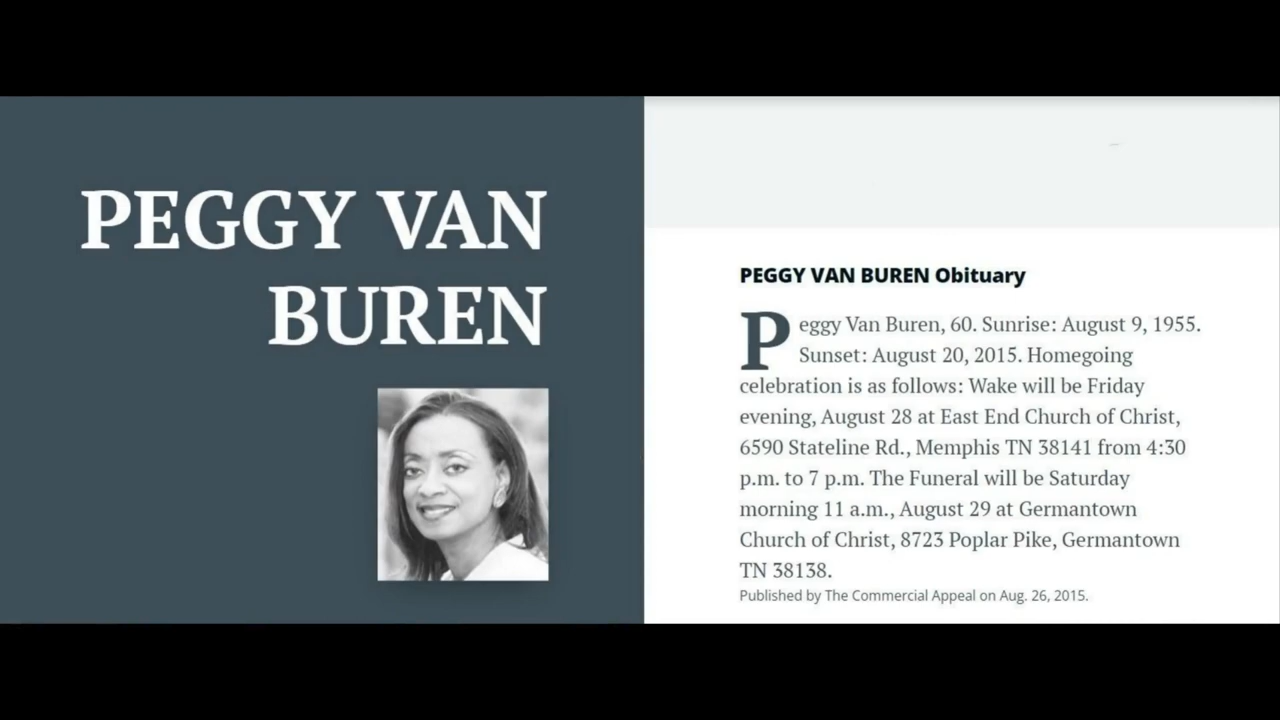 PEGGY VAN
BUREN
PEGGY VAN BUREN Obituary
Peggy Van Buren, 60. Sunrise: August 9, 1955.
Sunset: August 20, 2015. Homegoing
celebration is as follows: Wake will be Friday
evening, August 28 at East End Church of Christ,
6590 Stateline Rd., Memphis TN 38141 from 4:30
p.m. to 7 p.m. The Funeral will be Saturday
morning 11 a.m., August 29 at Germantown
Church of Christ, 8723 Poplar Pike, Germantown
TN 38138.
Published by The Commercial Appeal on Aug. 26, 2015.